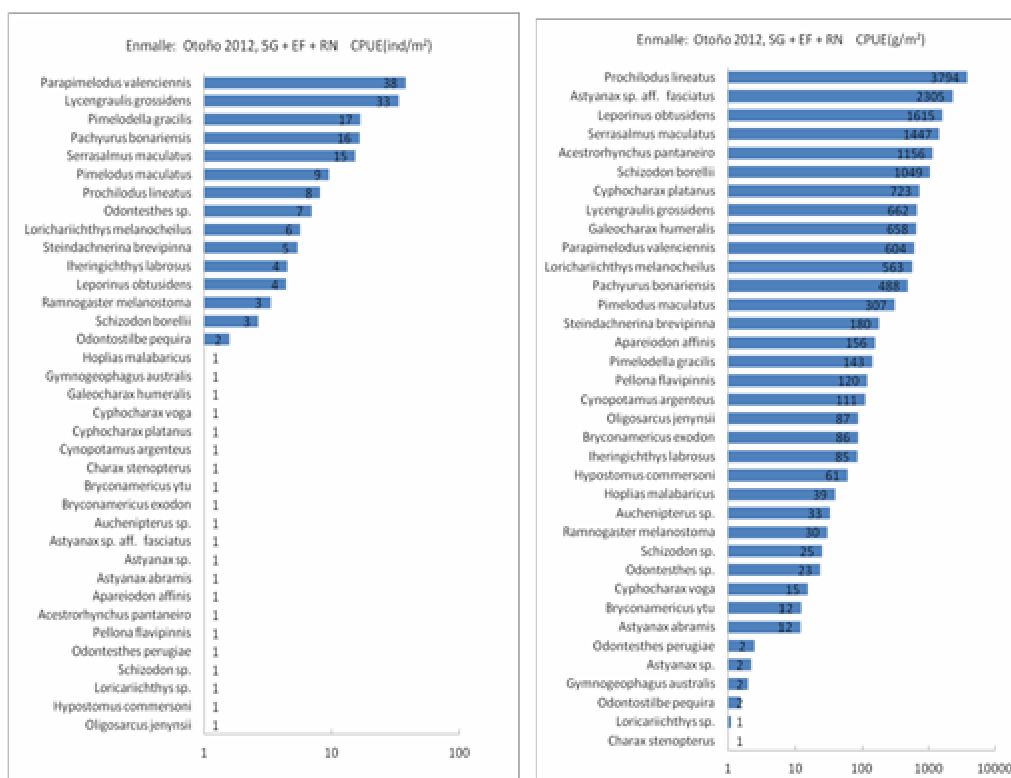 Enmalle: Otoño 2012, SG + EF + RN CPUE(ind/m²)
Parapimelodus valenciennis 38
Lycengraulis grossidens 33
Pimelodella gracilis 17
Pachyurus bonariensis 16
Serrasalmus maculatus 15
Pimelodus maculatus 9
Prochilodus lineatus 8
Odontesthes sp. 7
Lorichariichthys melanocheilus 6
Steindachnerina brevipinna 5
Iheringichthys labrosus 4
Leporinus obtusidens 4
Ramnogaster melanostoma 3
Schizodon borellii 3
Odontostilbe pequira 2
Hoplias malabaricus 1
Gymnogeophagus australis 1
Galeocharax humeralis 1
Cyphocharax voga 1
Cyphocharax platanus 1
Cynopotamus argenteus 1
Charax stenopterus 1
Bryconamericus ytu 1
Bryconamericus exodon 1
Auchenipterus sp. 1
Astyanax sp. aff. fasciatus 1
Astyanax sp. 1
Astyanax abramis 1
Apareiodon affinis 1
Acestrorhynchus pantaneiro 1
Pellona flavipinnis 1
Odontesthes perugiae 1
Schizodon sp. 1
Loricariichthys sp. 1
Hypostomus commersoni 1
Oligosarcus jenynsii 1
1 10 100
Enmalle: Otoño 2012, SG + EF + RN CPUE(g/m²)
Prochilodus lineatus 3794
Astyanax sp. aff. fasciatus 2305
Leporinus obtusidens 1615
Serrasalmus maculatus 1447
Acestrorhynchus pantaneiro 1156
Schizodon borellii 1049
Cyphocharax platanus 723
Lycengraulis grossidens 662
Galeocharax humeralis 658
Parapimelodus valenciennis 604
Lorichariichthys melanocheilus 563
Pachyurus bonariensis 488
Pimelodus maculatus 307
Steindachnerina brevipinna 180
Apareiodon affinis 156
Pimelodella gracilis 143
Pellona flavipinnis 120
Cynopotamus argenteus 111
Oligosarcus jenynsii 87
Bryconamericus exodon 86
Iheringichthys labrosus 85
Hypostomus commersoni 61
Hoplias malabaricus 39
Auchenipterus sp. 33
Ramnogaster melanostoma 30
Schizodon sp. 25
Odontesthes sp. 23
Cyphocharax voga 15
Bryconamericus ytu 12
Astyanax abramis 12
Odontesthes perugiae 2
Astyanax sp. 2
Gymnogeophagus australis 2
Odontostilbe pequira 2
Loricariichthys sp. 1
Charax stenopterus 1
1 10 100 1000 10000